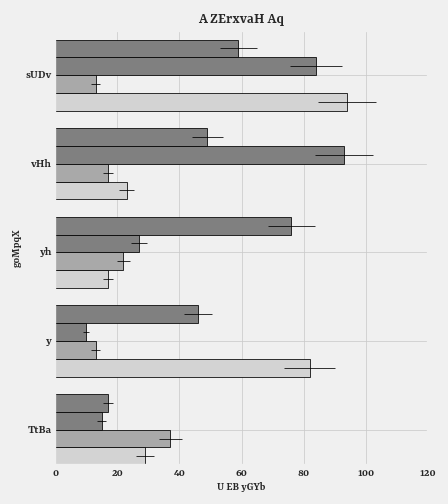 A ZErxvaH Aq
goMpqX
sUDv
vHh
yh
y
TtBa
0 20 40 60 80 100 120
U EB yGYb